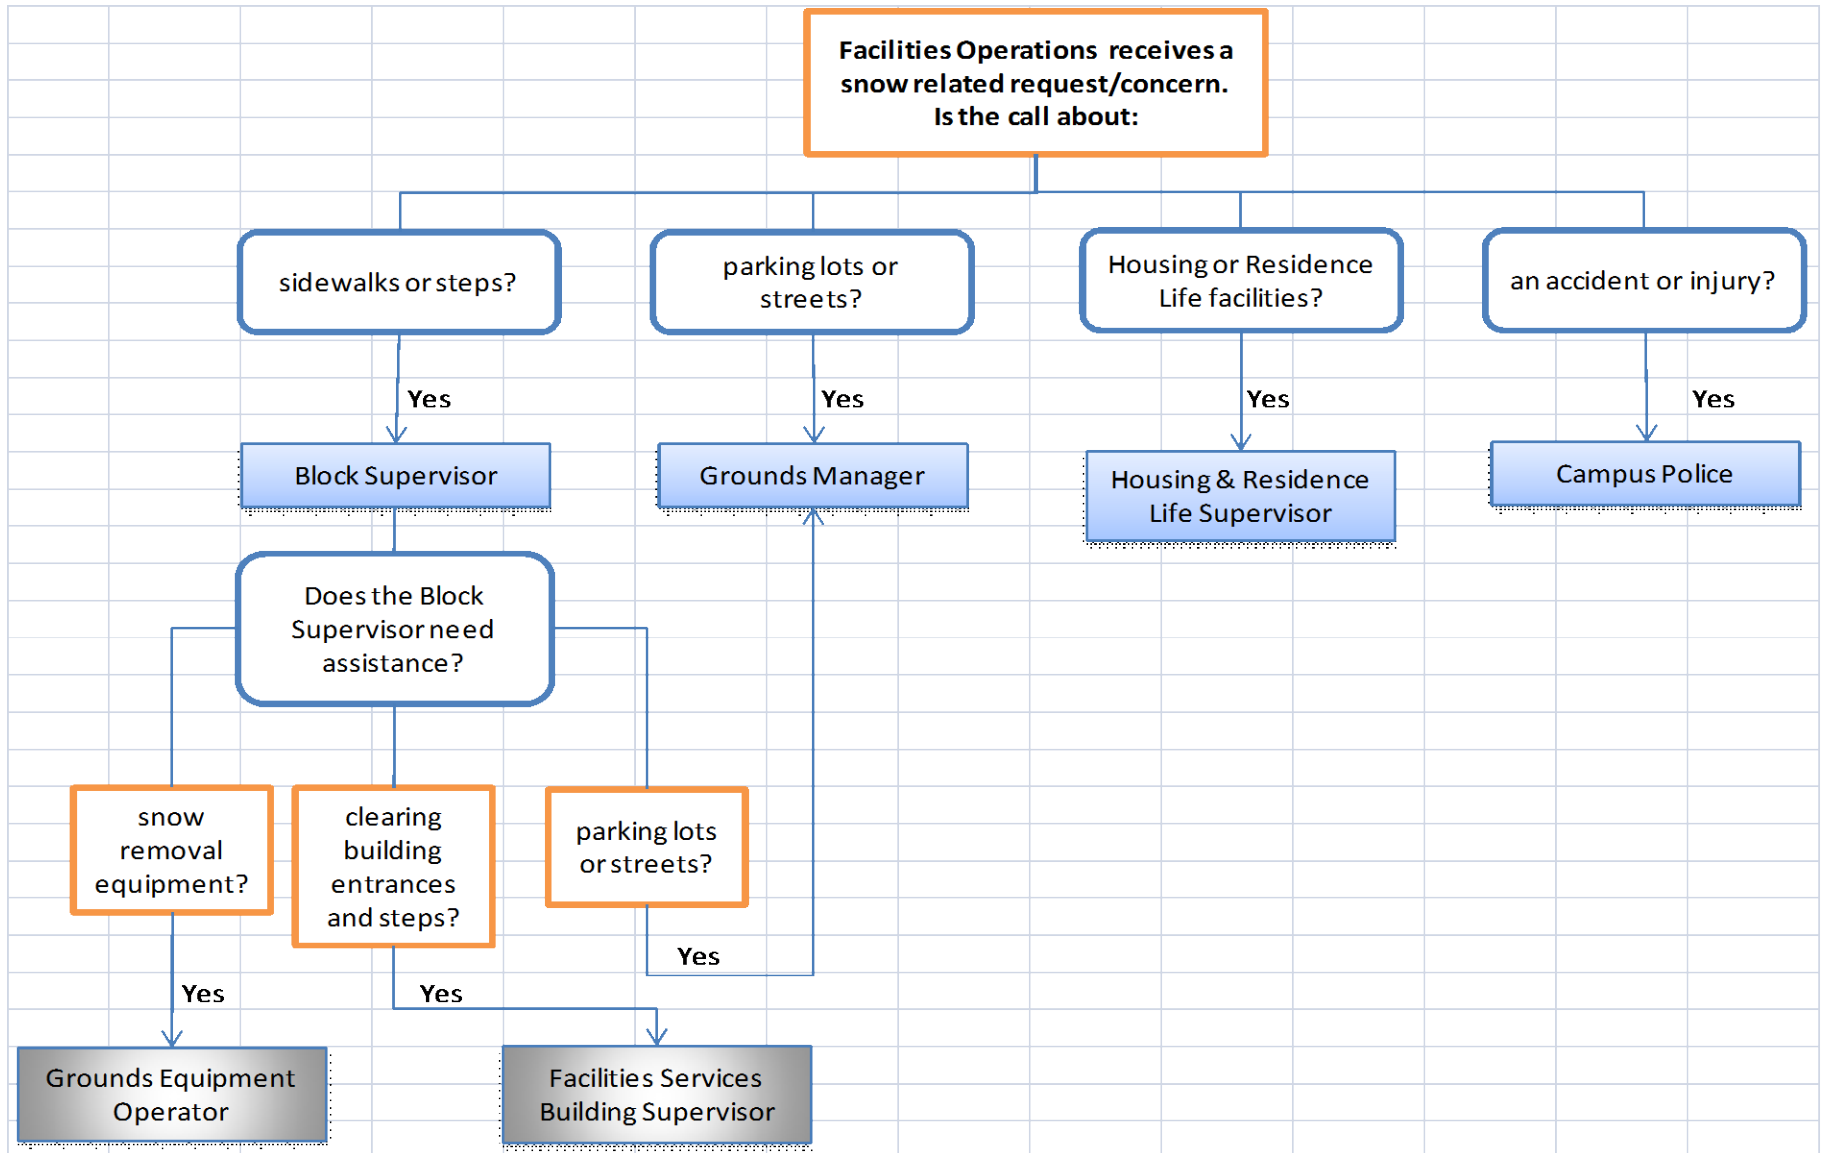 Facilities Operations receives a
snow related request/concern.
Is the call about:
sidewalks or steps?
parking lots or
streets?
Housing or Residence
Life facilities?
an accident or injury?
Yes
Yes
Yes
Yes
Block Supervisor
Grounds Manager
Housing & Residence
Life Supervisor
Campus Police
Does the Block
Supervisor need
assistance?
snow
removal
equipment?
clearing
building
entrances
and steps?
parking lots
or streets?
Yes
Yes
Yes
Grounds Equipment
Operator
Facilities Services
Building Supervisor